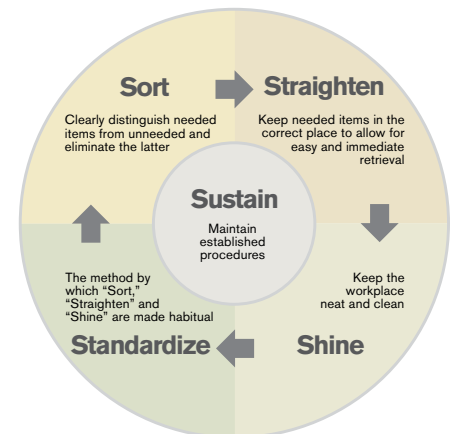 Sort
Clearly distinguish needed
items from unneeded and
eliminate the latter
Straighten
Keep needed items in the
correct place to allow for
easy and immediate
retrieval
Sustain
Maintain
established
procedures
The method by
which “Sort,”
“Straighten” and
“Shine” are made habitual
Standardize
Keep the
workplace
neat and clean
Shine